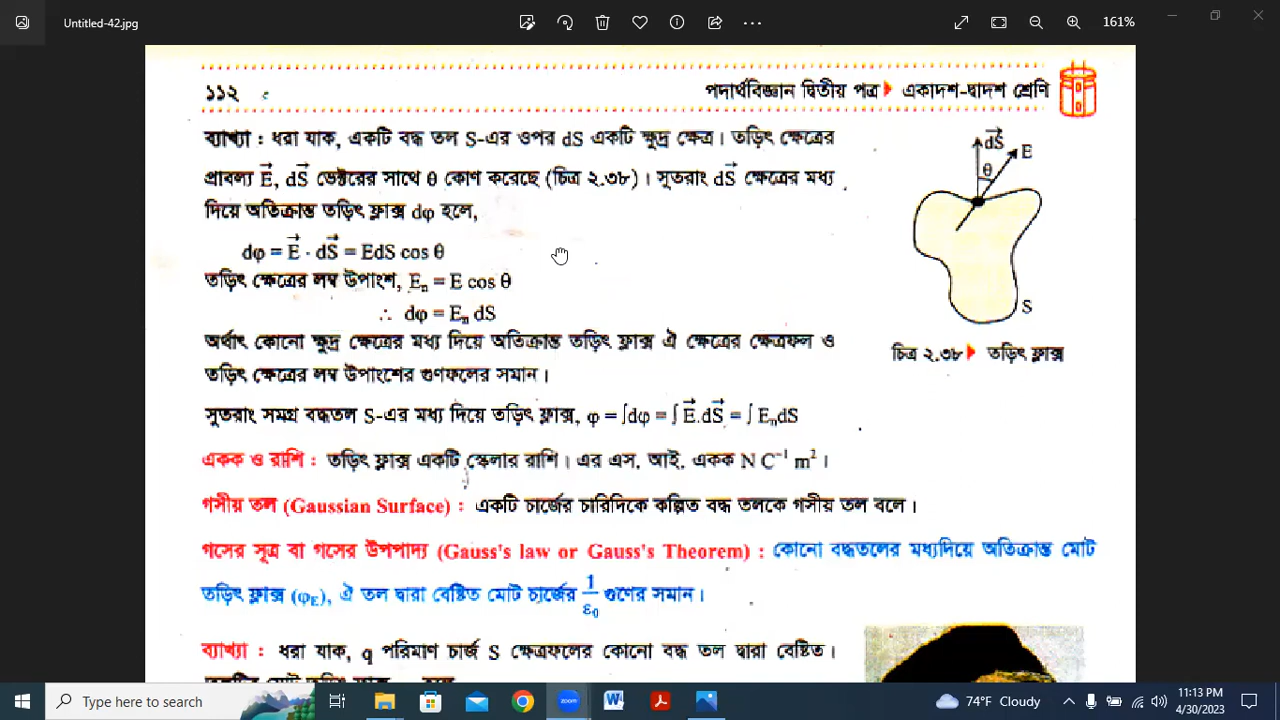 Untitled-42.jpg
161%
১১২
পদার্থবিজ্ঞান দ্বিতীয় পত্র ▶ একাদশ-দ্বাদশ শ্রেণি
ব্যাখ্যা : ধরা যাক, একটি বদ্ধ তল S-এর ওপর dS একটি ক্ষুদ্র ক্ষেত্র। তড়িৎ ক্ষেত্রের
প্রাবল্য E⃗, dS⃗ ভেক্টরের সাথে θ কোণ করেছে (চিত্র ২.৩৮)। সুতরাং dS⃗ ক্ষেত্রের মধ্য
দিয়ে অতিক্রান্ত তড়িৎ ফ্লাক্স dφ হলে,
dφ = E⃗ · dS⃗ = EdS cos θ
তড়িৎ ক্ষেত্রের লম্ব উপাংশ, Eₙ = E cos θ
∴ dφ = Eₙ dS
অর্থাৎ কোনো ক্ষুদ্র ক্ষেত্রের মধ্য দিয়ে অতিক্রান্ত তড়িৎ ফ্লাক্স ঐ ক্ষেত্রের ক্ষেত্রফল ও
তড়িৎ ক্ষেত্রের লম্ব উপাংশের গুণফলের সমান।
dS⃗
E
θ
S
চিত্র ২.৩৮ ▶ তড়িৎ ফ্লাক্স
সুতরাং সমগ্র বদ্ধতল S-এর মধ্য দিয়ে তড়িৎ ফ্লাক্স, φ = ∫dφ = ∫ E⃗.dS⃗ = ∫ EₙdS
একক ও রাশি : তড়িৎ ফ্লাক্স একটি স্কেলার রাশি। এর এস. আই. একক N C⁻¹ m²।
গসীয় তল (Gaussian Surface) : একটি চার্জের চারিদিকে কল্পিত বদ্ধ তলকে গসীয় তল বলে।
গসের সূত্র বা গসের উপপাদ্য (Gauss's law or Gauss's Theorem) : কোনো বদ্ধতলের মধ্যদিয়ে অতিক্রান্ত মোট
তড়িৎ ফ্লাক্স (φE), ঐ তল দ্বারা বেষ্টিত মোট চার্জের 1/ε₀ গুণের সমান।
ব্যাখ্যা : ধরা যাক, q পরিমাণ চার্জ S ক্ষেত্রফলের কোনো বদ্ধ তল দ্বারা বেষ্টিত।
Type here to search
zoom
74°F Cloudy
11:13 PM
4/30/2023